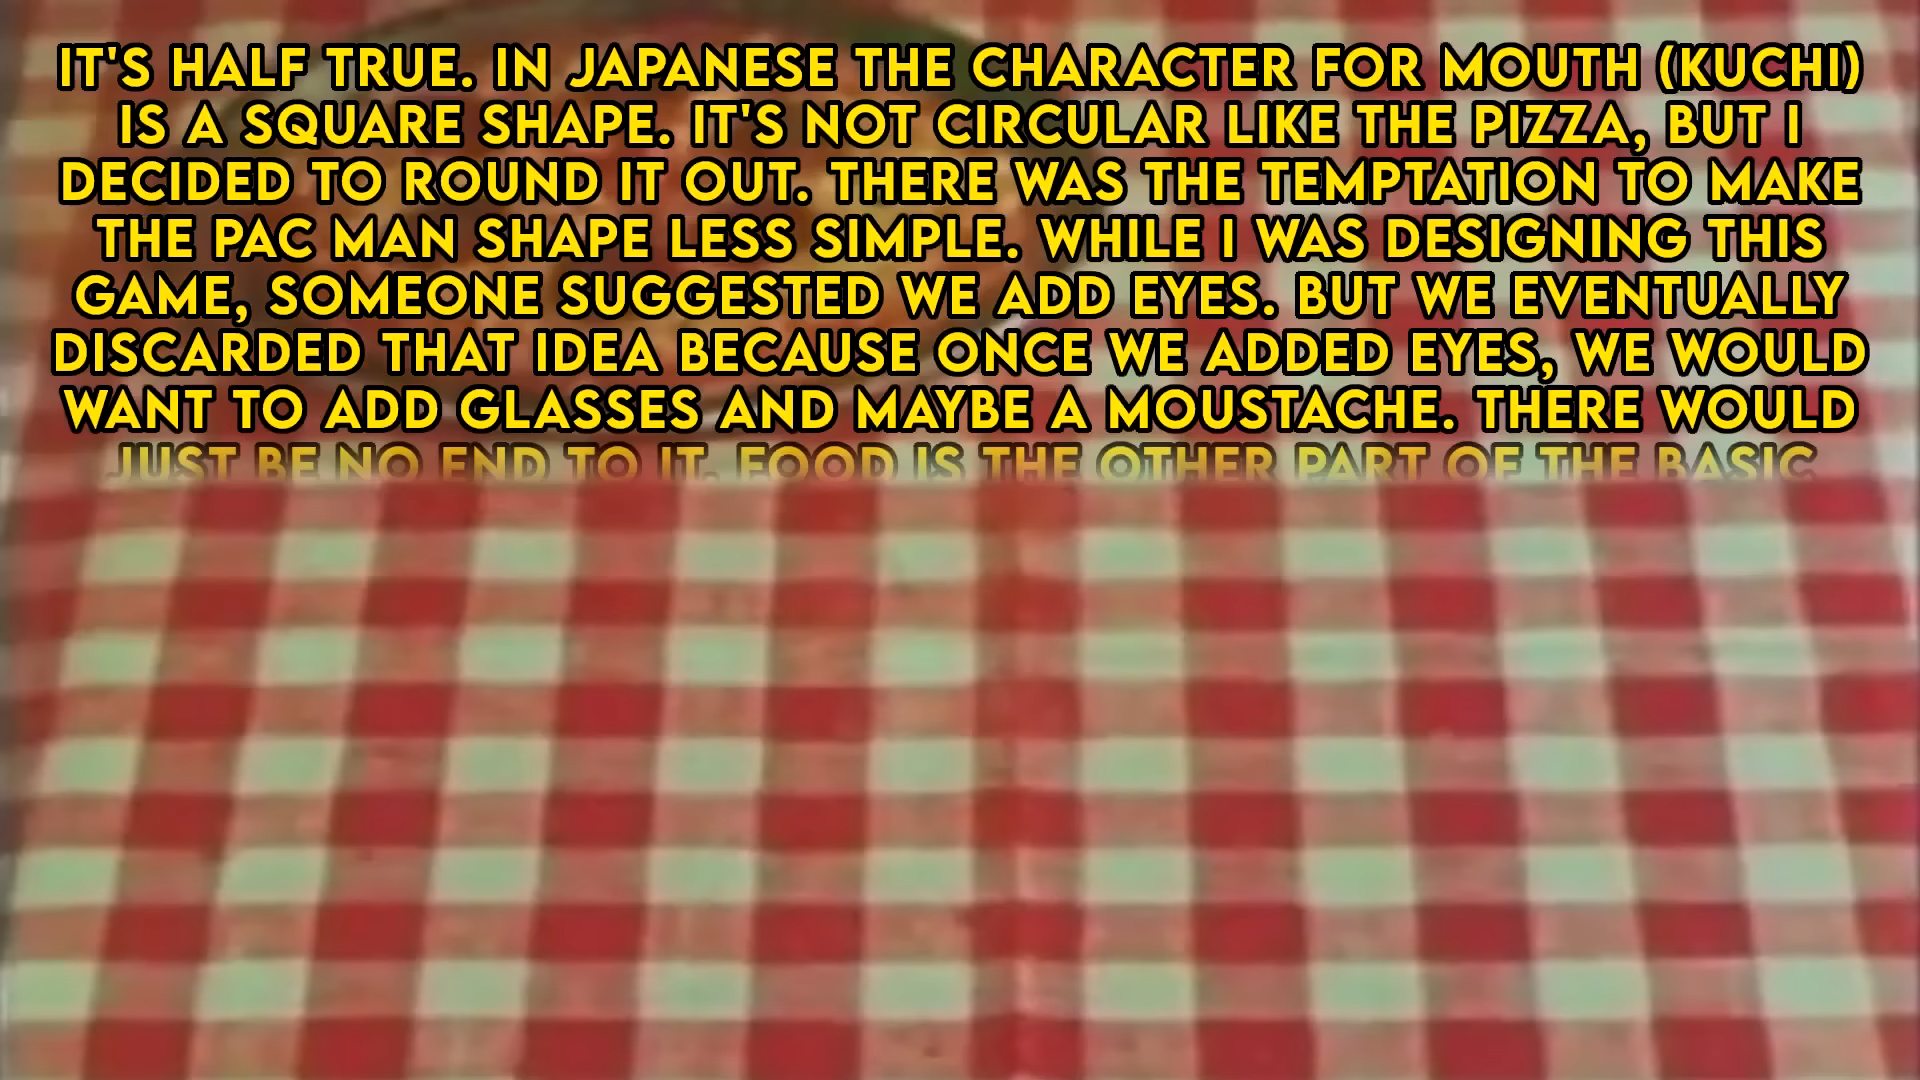 IT'S HALF TRUE. IN JAPANESE THE CHARACTER FOR MOUTH (KUCHI)
IS A SQUARE SHAPE. IT'S NOT CIRCULAR LIKE THE PIZZA, BUT I
DECIDED TO ROUND IT OUT. THERE WAS THE TEMPTATION TO MAKE
THE PAC MAN SHAPE LESS SIMPLE. WHILE I WAS DESIGNING THIS
GAME, SOMEONE SUGGESTED WE ADD EYES. BUT WE EVENTUALLY
DISCARDED THAT IDEA BECAUSE ONCE WE ADDED EYES, WE WOULD
WANT TO ADD GLASSES AND MAYBE A MOUSTACHE. THERE WOULD
JUST BE NO END TO IT. FOOD IS THE OTHER PART OF THE BASIC